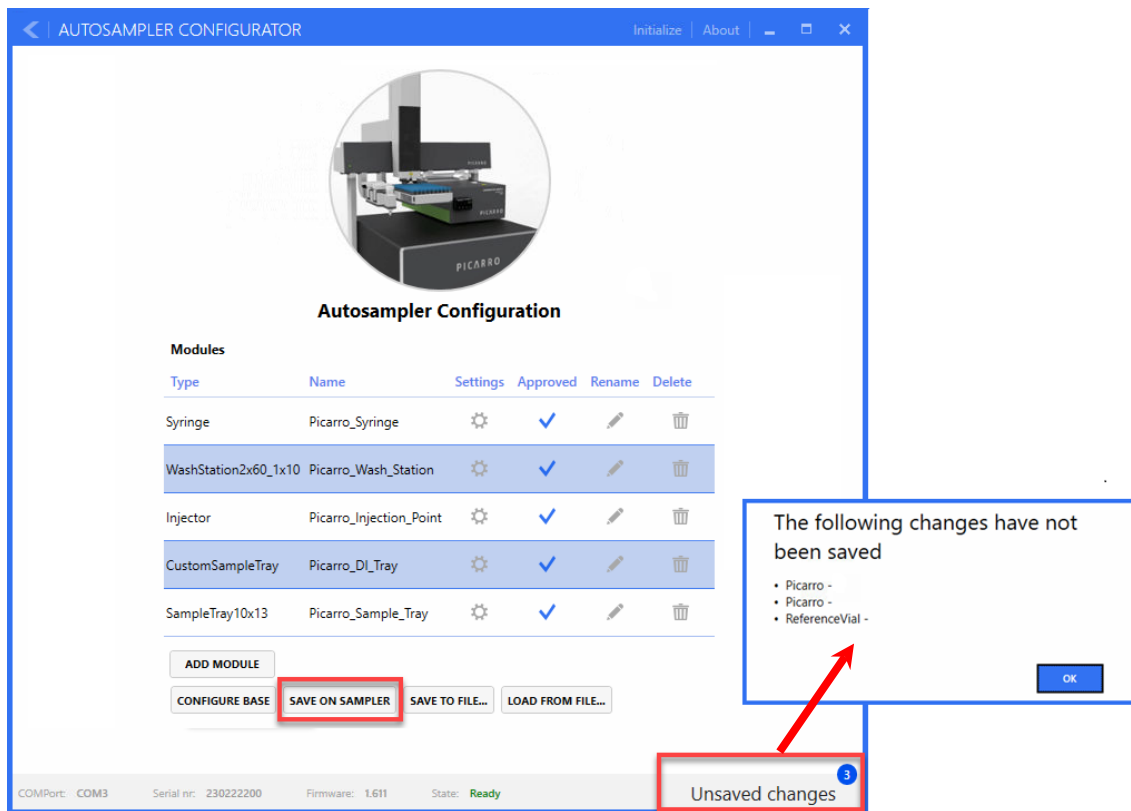 AUTOSAMPLER CONFIGURATOR Initialize About
PICARRO
PICARRO
PICARRO
Autosampler Configuration
Modules
Type Name Settings Approved Rename Delete
Syringe Picarro_Syringe
WashStation2x60_1x10 Picarro_Wash_Station
Injector Picarro_Injection_Point
CustomSampleTray Picarro_DI_Tray
SampleTray10x13 Picarro_Sample_Tray
ADD MODULE
CONFIGURE BASE SAVE ON SAMPLER SAVE TO FILE... LOAD FROM FILE...
The following changes have not
been saved
• Picarro -
• Picarro -
• ReferenceVial -
OK
3
COMPort: COM3 Serial nr: 230222200 Firmware: 1.611 State: Ready Unsaved changes